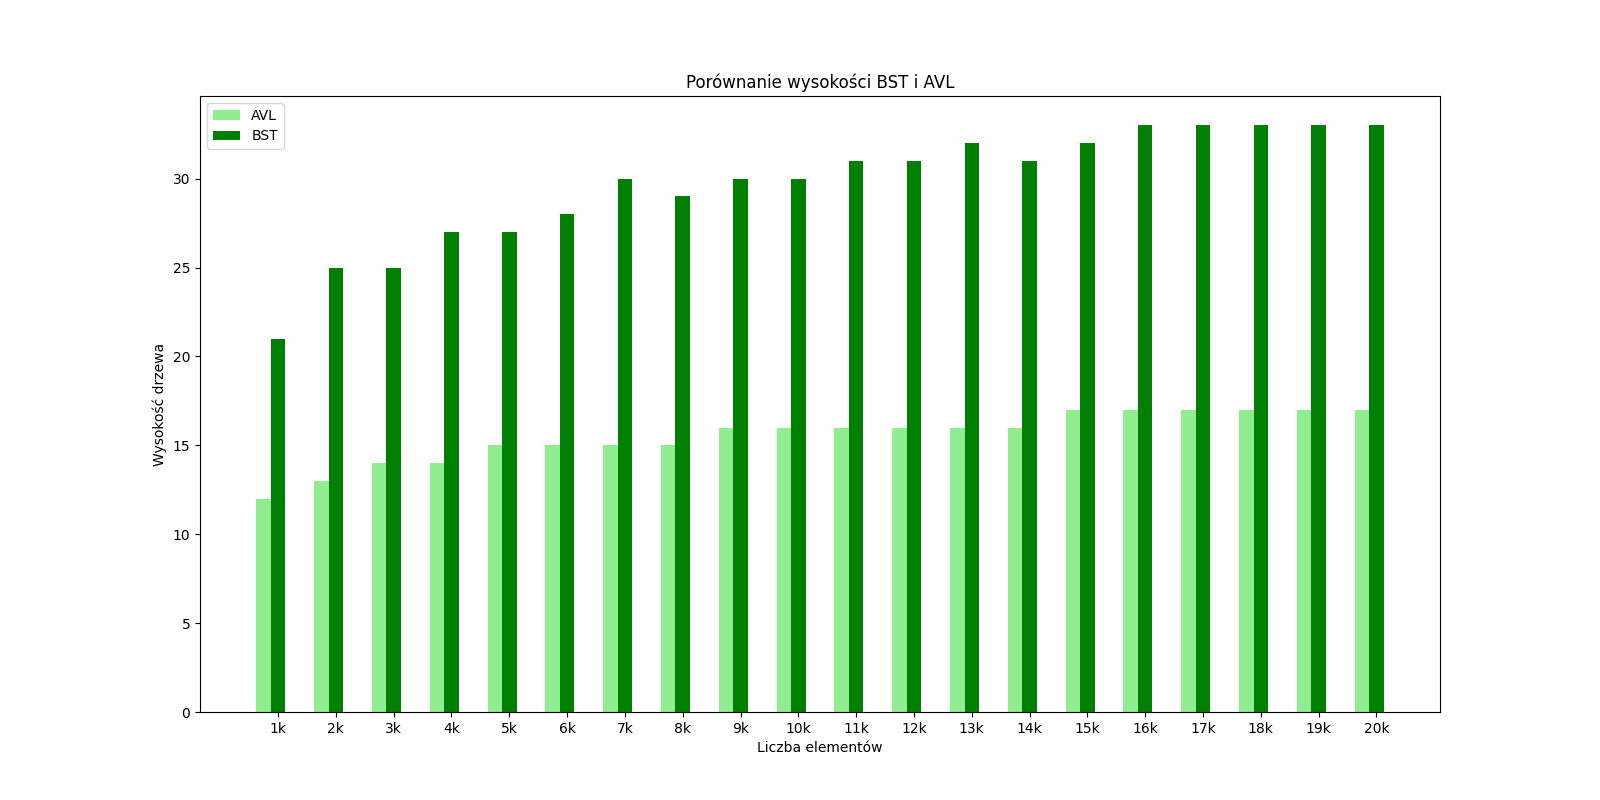 Porównanie wysokości BST i AVL
AVL
BST
Wysokość drzewa
30
25
20
15
10
5
0
1k 2k 3k 4k 5k 6k 7k 8k 9k 10k 11k 12k 13k 14k 15k 16k 17k 18k 19k 20k
Liczba elementów